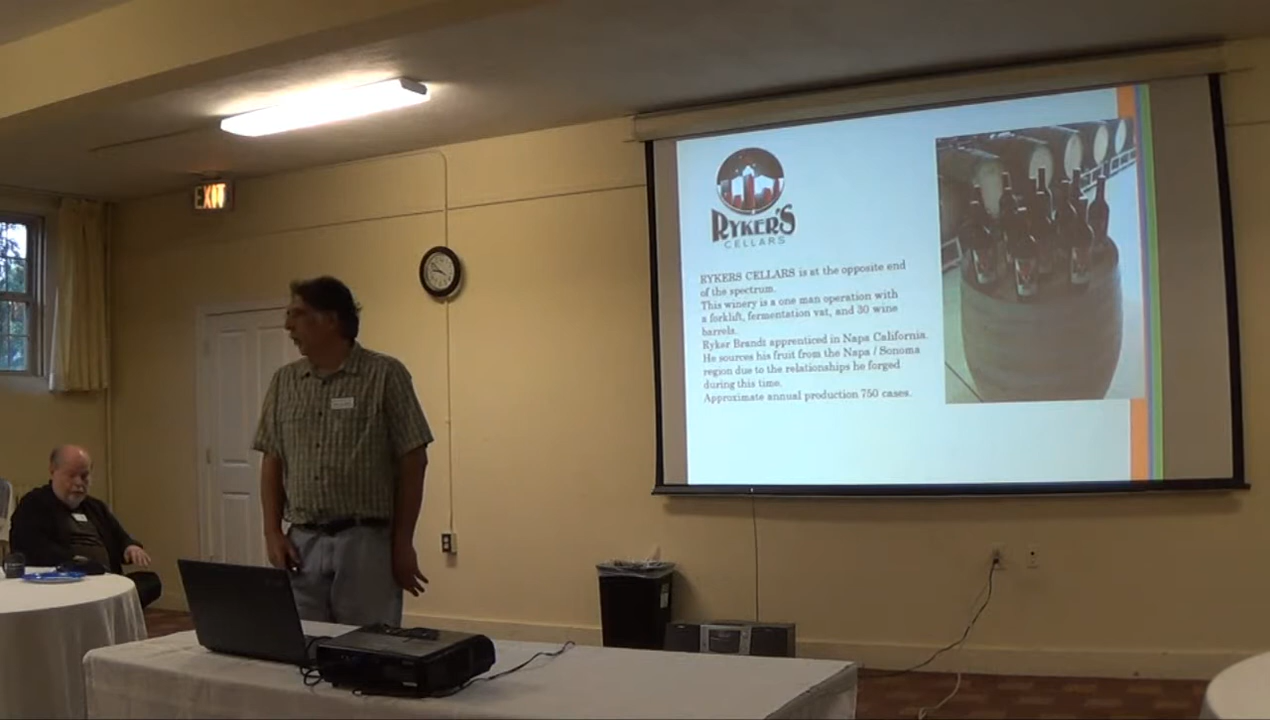 EXIT
RYKER'S
CELLARS
RYKERS CELLARS is at the opposite end
of the spectrum.
This winery is a one man operation with
a forklift, fermentation vat, and 30 wine
barrels.
Ryker Brandt apprenticed in Napa California.
He sources his fruit from the Napa / Sonoma
region due to the relationships he forged
during this time.
Approximate annual production 750 cases.